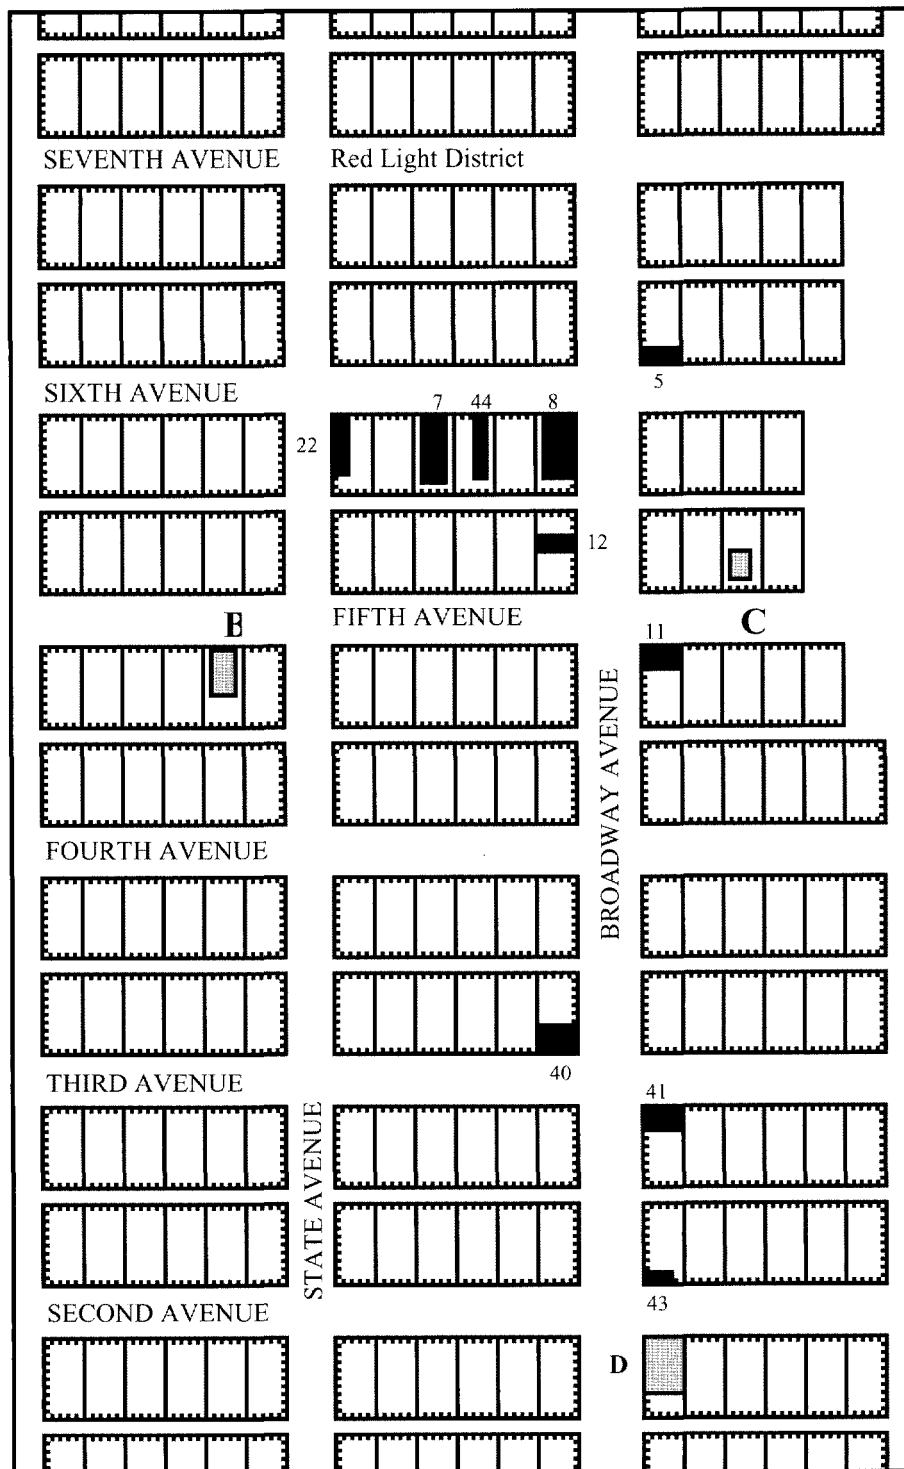 SEVENTH AVENUE
Red Light District
5
SIXTH AVENUE
7
44
8
22
12
B
FIFTH AVENUE
C
11
BROADWAY AVENUE
FOURTH AVENUE
40
THIRD AVENUE
41
STATE AVENUE
SECOND AVENUE
43
D